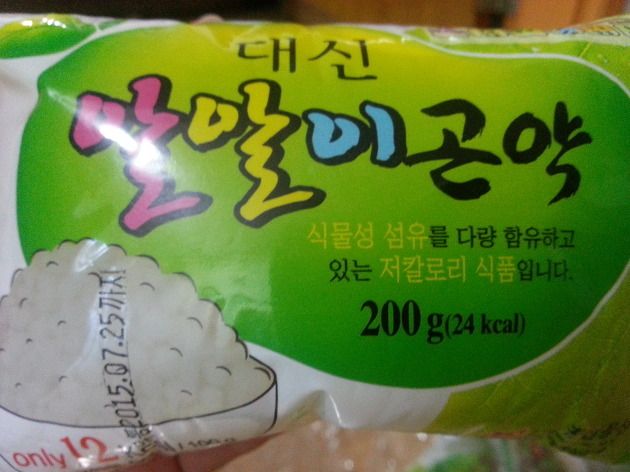 대신
알알이곤약
식물성 섬유를 다량 함유하고
있는 저칼로리 식품입니다.
200g(24 kcal)
2015.07.25까지
only 12